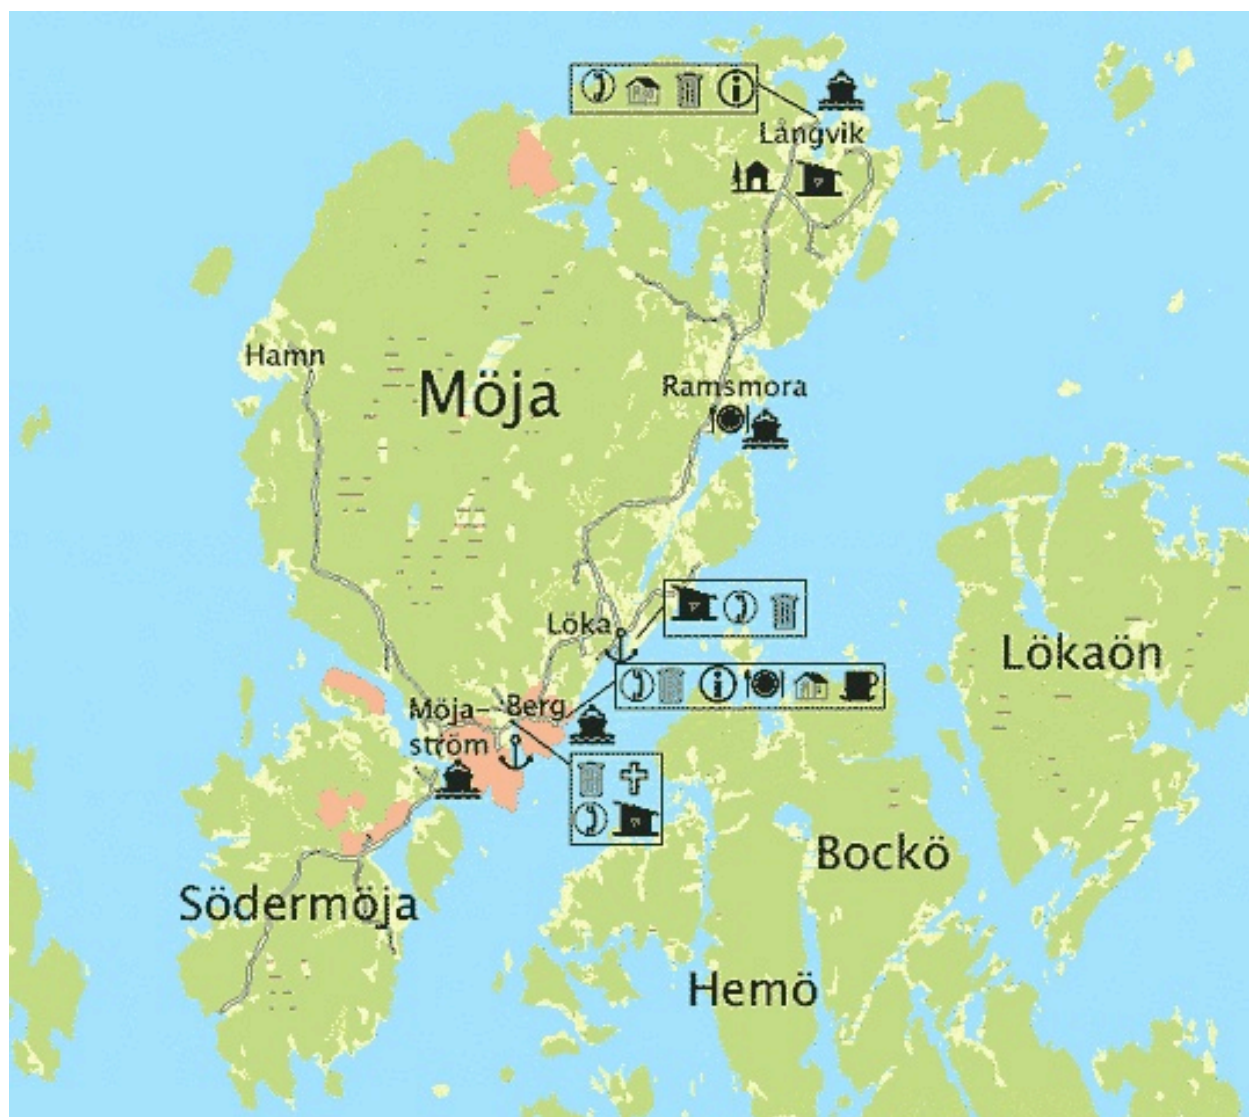 Långvik
Hamn
Möja
Ramsmora
Löka
Lökaön
Möja-
ström
Berg
Bockö
Södermöja
Hemö